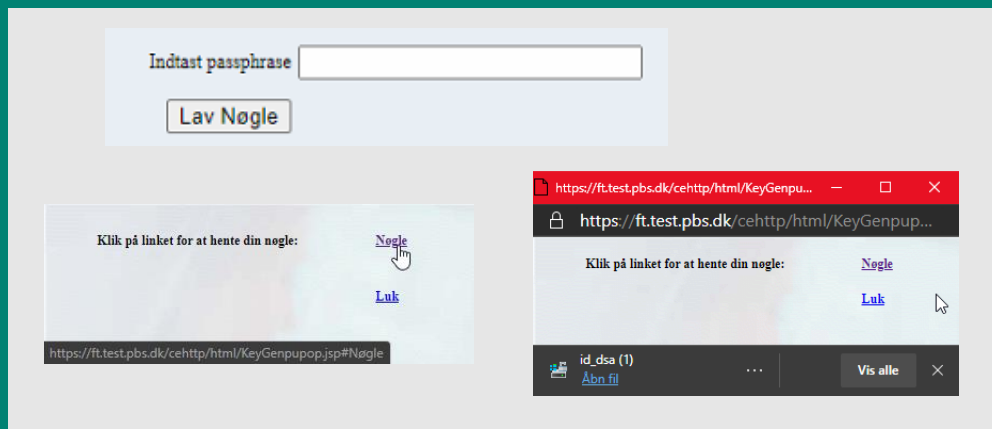 Indtast passphrase
Lav Nøgle
Klik på linket for at hente din nøgle:
Nøgle
Luk
https://ft.test.pbs.dk/cehttp/html/KeyGenpupop.jsp#Nøgle
https://ft.test.pbs.dk/cehttp/html/KeyGenpu...
https://ft.test.pbs.dk/cehttp/html/KeyGenpup...
Klik på linket for at hente din nøgle:
Nøgle
Luk
id_dsa (1)
Åbn fil
...
Vis alle